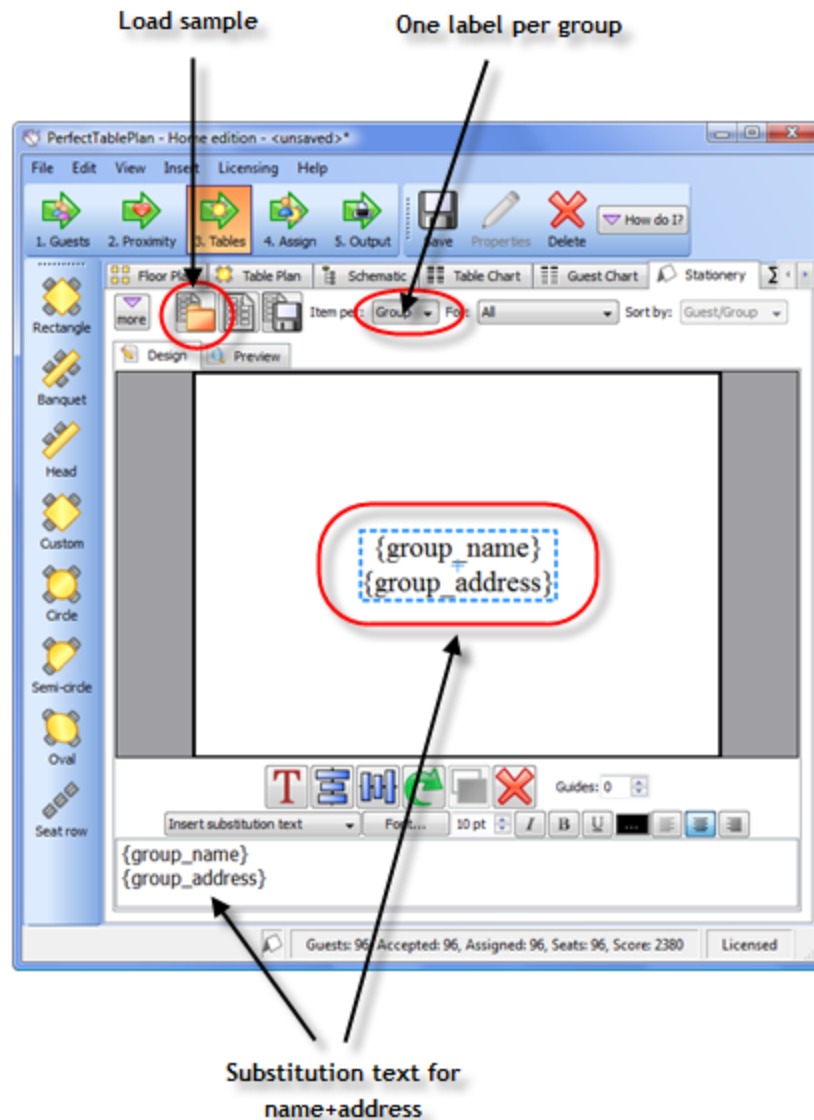 Load sample
One label per group
PerfectTablePlan - Home edition - <unsaved>*
File Edit View Insert Licensing Help
1. Guests 2. Proximity 3. Tables 4. Assign 5. Output Save Properties Delete How do I?
Floor Table Plan Schematic Table Chart Guest Chart Stationery Σ
more Item per: Group For: All Sort by: Guest/Group
Design Preview
Rectangle
Banquet
Head
Custom
Circle
Semi-circle
Oval
Seat row
{group_name}
{group_address}
T Guides: 0
Insert substitution text Font... 10 pt I B U ...
{group_name}
{group_address}
Guests: 96, Accepted: 96, Assigned: 96, Seats: 96, Score: 2380 Licensed
Substitution text for
name+address